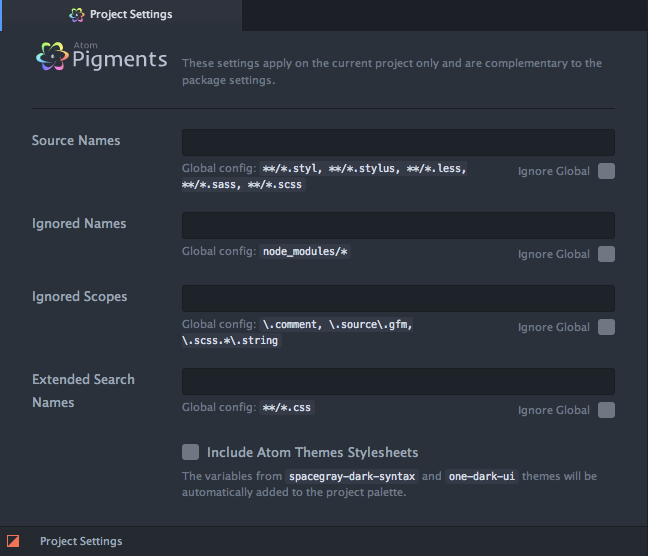 Project Settings
Atom
Pigments
These settings apply on the current project only and are complementary to the
package settings.
Source Names
Global config: **/*.styl, **/*.stylus, **/*.less,
**/*.sass, **/*.scss
Ignore Global
Ignored Names
Global config: node_modules/*
Ignore Global
Ignored Scopes
Global config: \.comment, \.source\.gfm,
\.scss.*\.string
Ignore Global
Extended Search
Names
Global config: **/*.css
Ignore Global
Include Atom Themes Stylesheets
The variables from spacegray-dark-syntax and one-dark-ui themes will be
automatically added to the project palette.
Project Settings